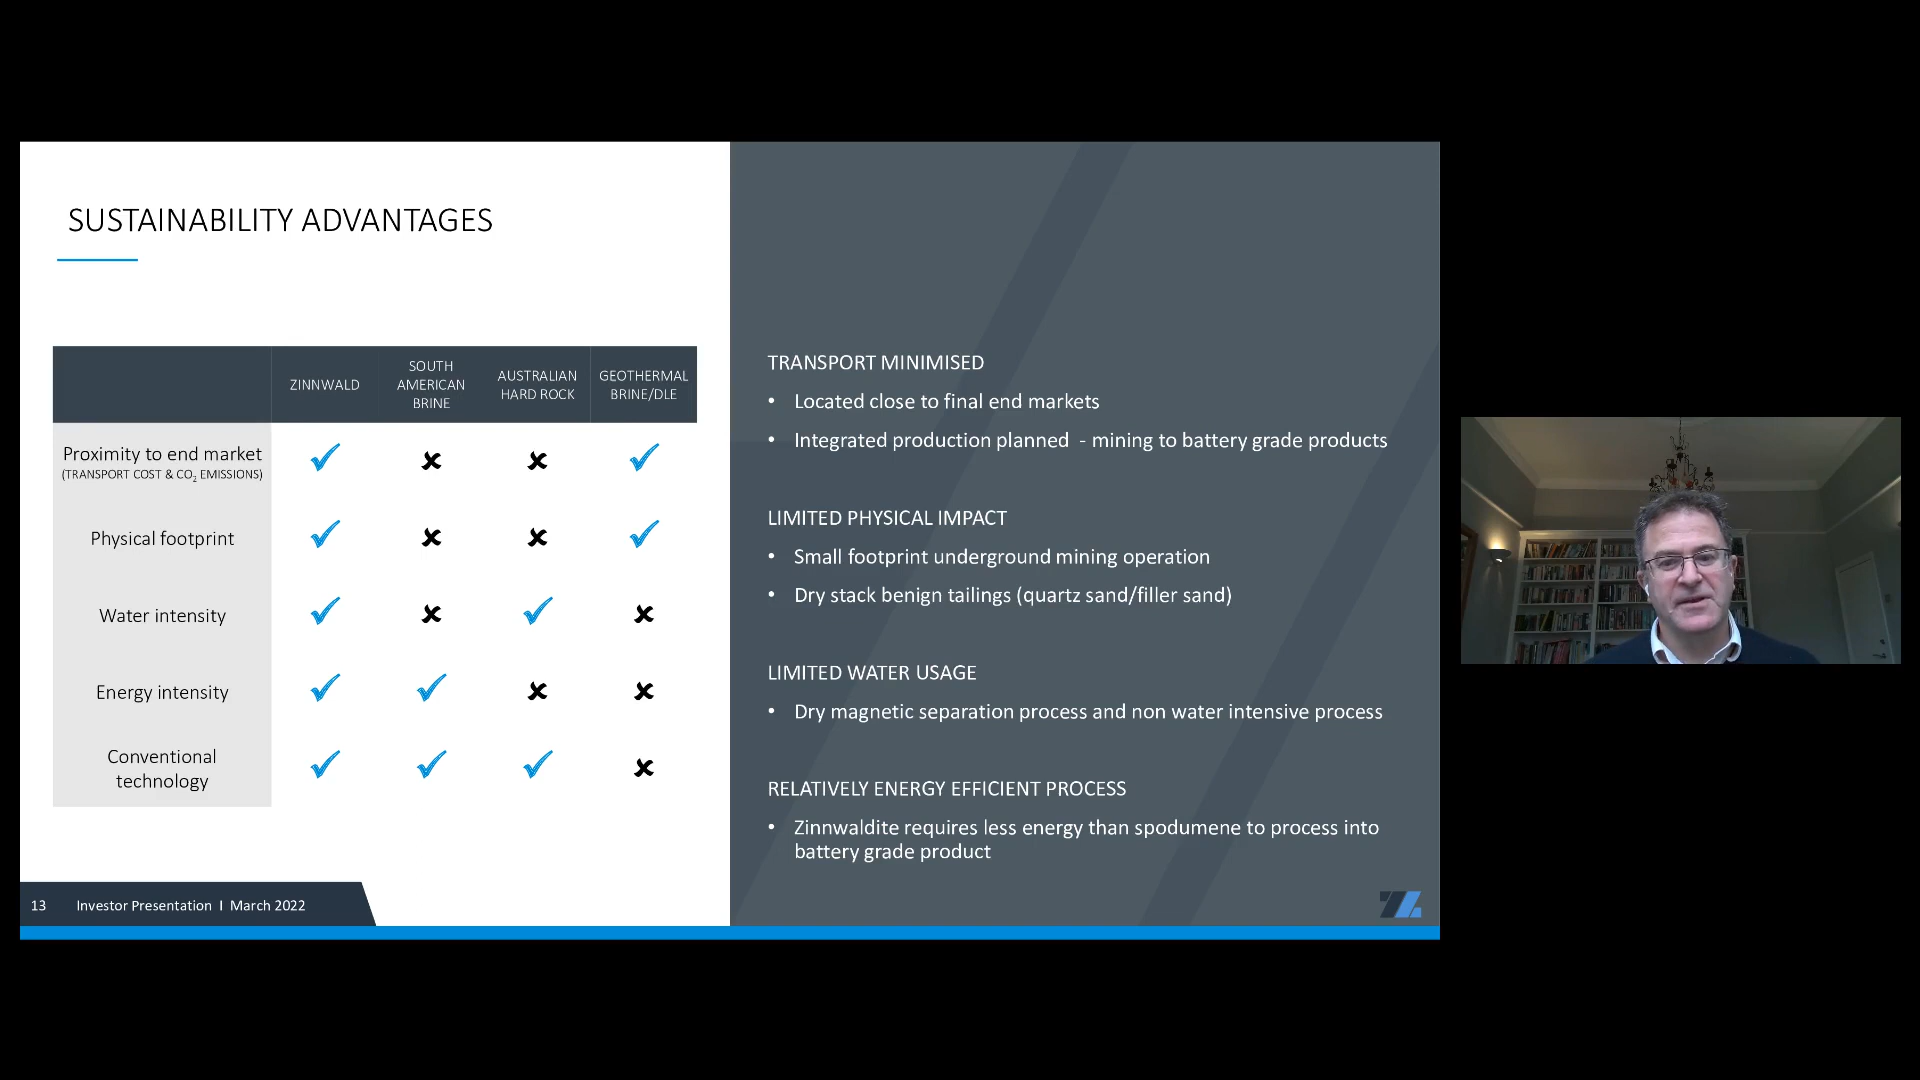 SUSTAINABILITY ADVANTAGES
ZINNWALD
SOUTH
AMERICAN
BRINE
AUSTRALIAN
HARD ROCK
GEOTHERMAL
BRINE/DLE
Proximity to end market
(TRANSPORT COST & CO2 EMISSIONS)
Physical footprint
Water intensity
Energy intensity
Conventional
technology
TRANSPORT MINIMISED
• Located close to final end markets
• Integrated production planned - mining to battery grade products
LIMITED PHYSICAL IMPACT
• Small footprint underground mining operation
• Dry stack benign tailings (quartz sand/filler sand)
LIMITED WATER USAGE
• Dry magnetic separation process and non water intensive process
RELATIVELY ENERGY EFFICIENT PROCESS
• Zinnwaldite requires less energy than spodumene to process into
battery grade product
13 Investor Presentation I March 2022